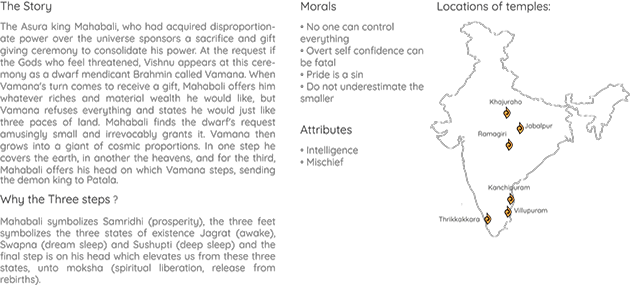 The Story
The Asura king Mahabali, who had acquired disproportion-
ate power over the universe sponsors a sacrifice and gift
giving ceremony to consolidate his power. At the request if
the Gods who feel threatened, Vishnu appears at this cere-
mony as a dwarf mendicant Brahmin called Vamana. When
Vamana's turn comes to receive a gift, Mahabali offers him
whatever riches and material wealth he would like, but
Vamana refuses everything and states he would just like
three paces of land. Mahabali finds the dwarf's request
amusingly small and irrevocably grants it. Vamana then
grows into a giant of cosmic proportions. In one step he
covers the earth, in another the heavens, and for the third,
Mahabali offers his head on which Vamana steps, sending
the demon king to Patala.
Why the Three steps ?
Mahabali symbolizes Samridhi (prosperity), the three feet
symbolizes the three states of existence Jagrat (awake),
Swapna (dream sleep) and Sushupti (deep sleep) and the
final step is on his head which elevates us from these three
states, unto moksha (spiritual liberation, release from
rebirths).
Morals
• No one can control
everything
• Overt self confidence can
be fatal
• Pride is a sin
• Do not underestimate the
smaller
Attributes
• Intelligence
• Mischief
Locations of temples:
Khajuraho
Jabalpur
Ramagiri
Kanchipuram
Villupuram
Thrikkakkara